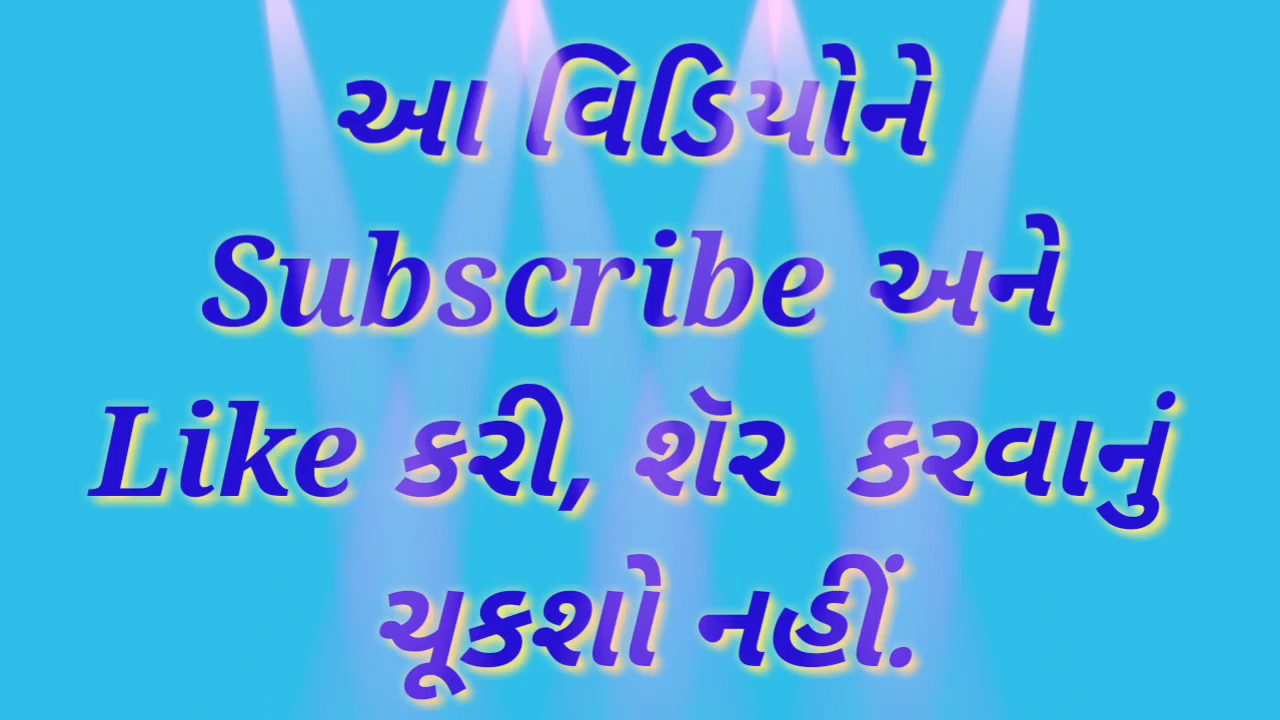 આ વિડિયોને
Subscribe અને
Like કરી, શૅર કરવાનું
ચૂકશો નહીં.